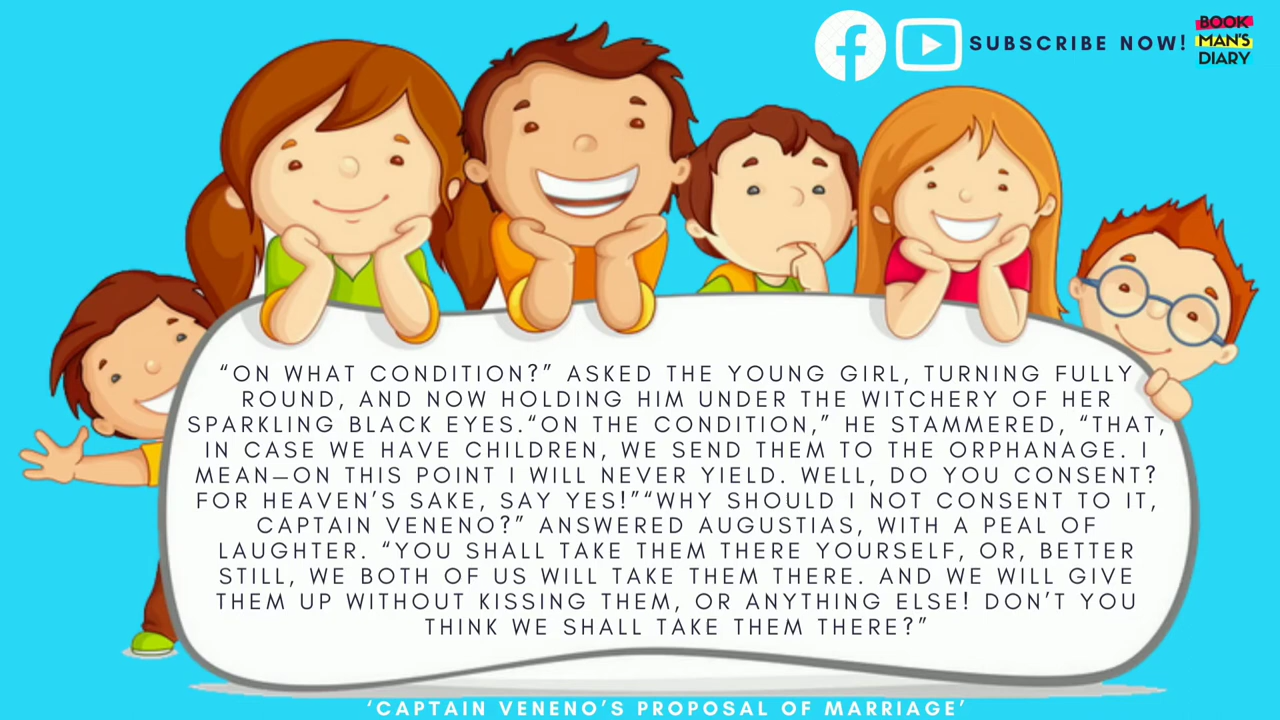 SUBSCRIBE NOW!
BOOK
MAN'S
DIARY
“ON WHAT CONDITION?” ASKED THE YOUNG GIRL, TURNING FULLY
ROUND, AND NOW HOLDING HIM UNDER THE WITCHERY OF HER
SPARKLING BLACK EYES.“ON THE CONDITION,” HE STAMMERED, “THAT,
IN CASE WE HAVE CHILDREN, WE SEND THEM TO THE ORPHANAGE. I
MEAN—ON THIS POINT I WILL NEVER YIELD. WELL, DO YOU CONSENT?
FOR HEAVEN’S SAKE, SAY YES!”“WHY SHOULD I NOT CONSENT TO IT,
CAPTAIN VENENO?” ANSWERED AUGUSTIAS, WITH A PEAL OF
LAUGHTER. “YOU SHALL TAKE THEM THERE YOURSELF, OR, BETTER
STILL, WE BOTH OF US WILL TAKE THEM THERE. AND WE WILL GIVE
THEM UP WITHOUT KISSING THEM, OR ANYTHING ELSE! DON’T YOU
THINK WE SHALL TAKE THEM THERE?”
‘CAPTAIN VENENO’S PROPOSAL OF MARRIAGE’